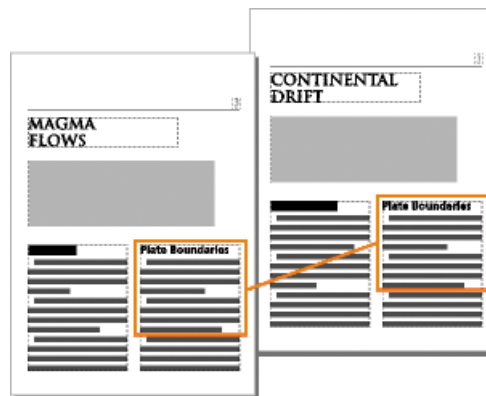 MAGMA
FLOWS
Plate Boundaries
CONTINENTAL
DRIFT
Plate Boundaries